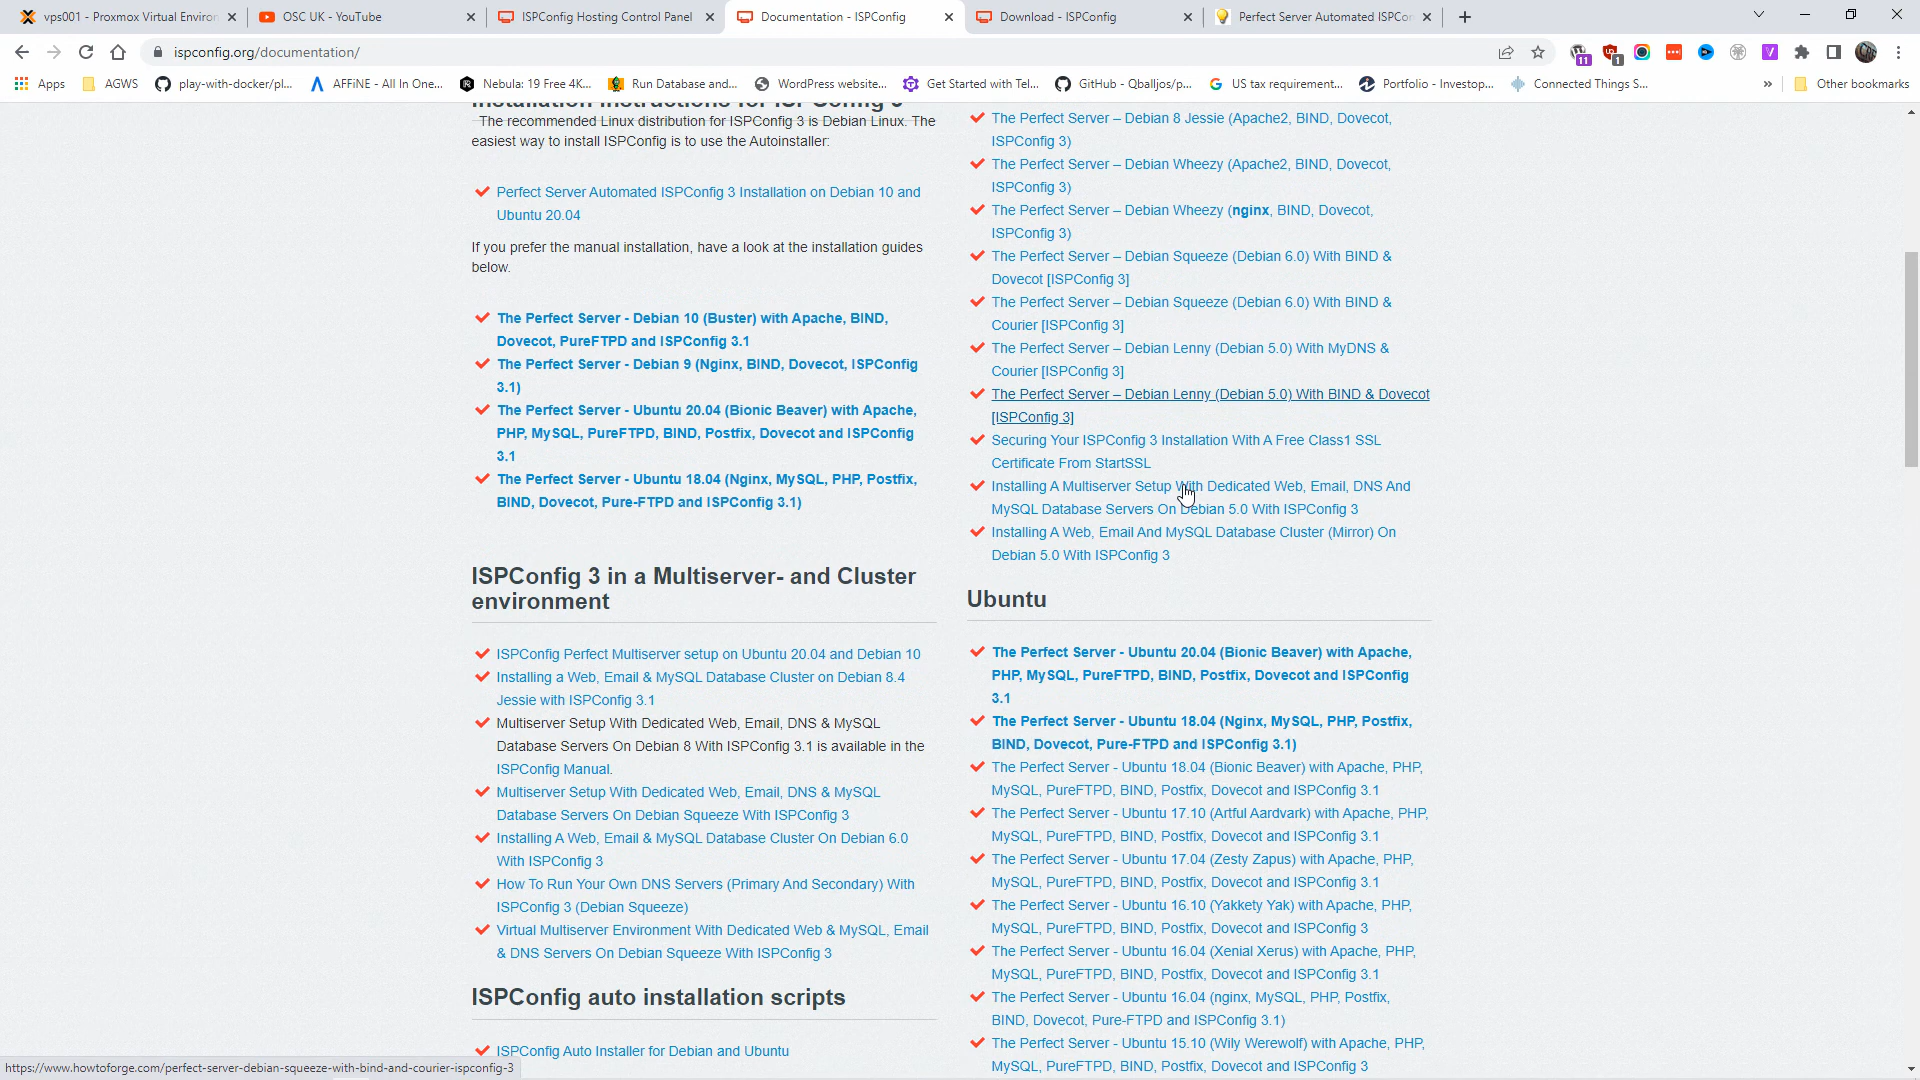 vps001 - Proxmox Virtual Environ
OSC UK - YouTube
ISPConfig Hosting Control Panel
Documentation - ISPConfig
Download - ISPConfig
Perfect Server Automated ISPCo
ispconfig.org/documentation/
11
1
Apps
AGWS
play-with-docker/pl...
AFFiNE - All In One...
Nebula: 19 Free 4K...
Run Database and...
WordPress website...
Get Started with Tel...
GitHub - Qballjos/p...
US tax requirement...
Portfolio - Investop...
Connected Things S...
»
Other bookmarks
Installation instructions for ISP Config 3
The recommended Linux distribution for ISPConfig 3 is Debian Linux. The
easiest way to install ISPConfig is to use the Autoinstaller:
Perfect Server Automated ISPConfig 3 Installation on Debian 10 and
Ubuntu 20.04
If you prefer the manual installation, have a look at the installation guides
below.
The Perfect Server - Debian 10 (Buster) with Apache, BIND,
Dovecot, PureFTPD and ISPConfig 3.1
The Perfect Server - Debian 9 (Nginx, BIND, Dovecot, ISPConfig
3.1)
The Perfect Server - Ubuntu 20.04 (Bionic Beaver) with Apache,
PHP, MySQL, PureFTPD, BIND, Postfix, Dovecot and ISPConfig
3.1
The Perfect Server - Ubuntu 18.04 (Nginx, MySQL, PHP, Postfix,
BIND, Dovecot, Pure-FTPD and ISPConfig 3.1)
ISPConfig 3 in a Multiserver- and Cluster
environment
ISPConfig Perfect Multiserver setup on Ubuntu 20.04 and Debian 10
Installing a Web, Email & MySQL Database Cluster on Debian 8.4
Jessie with ISPConfig 3.1
Multiserver Setup With Dedicated Web, Email, DNS & MySQL
Database Servers On Debian 8 With ISPConfig 3.1 is available in the
ISPConfig Manual.
Multiserver Setup With Dedicated Web, Email, DNS & MySQL
Database Servers On Debian Squeeze With ISPConfig 3
Installing A Web, Email & MySQL Database Cluster On Debian 6.0
With ISPConfig 3
How To Run Your Own DNS Servers (Primary And Secondary) With
ISPConfig 3 (Debian Squeeze)
Virtual Multiserver Environment With Dedicated Web & MySQL, Email
& DNS Servers On Debian Squeeze With ISPConfig 3
ISPConfig auto installation scripts
ISPConfig Auto Installer for Debian and Ubuntu
The Perfect Server – Debian 8 Jessie (Apache2, BIND, Dovecot,
ISPConfig 3)
The Perfect Server – Debian Wheezy (Apache2, BIND, Dovecot,
ISPConfig 3)
The Perfect Server – Debian Wheezy (nginx, BIND, Dovecot,
ISPConfig 3)
The Perfect Server – Debian Squeeze (Debian 6.0) With BIND &
Dovecot [ISPConfig 3]
The Perfect Server – Debian Squeeze (Debian 6.0) With BIND &
Courier [ISPConfig 3]
The Perfect Server – Debian Lenny (Debian 5.0) With MyDNS &
Courier [ISPConfig 3]
The Perfect Server – Debian Lenny (Debian 5.0) With BIND & Dovecot
[ISPConfig 3]
Securing Your ISPConfig 3 Installation With A Free Class1 SSL
Certificate From StartSSL
Installing A Multiserver Setup With Dedicated Web, Email, DNS And
MySQL Database Servers On Debian 5.0 With ISPConfig 3
Installing A Web, Email And MySQL Database Cluster (Mirror) On
Debian 5.0 With ISPConfig 3
Ubuntu
The Perfect Server - Ubuntu 20.04 (Bionic Beaver) with Apache,
PHP, MySQL, PureFTPD, BIND, Postfix, Dovecot and ISPConfig
3.1
The Perfect Server - Ubuntu 18.04 (Nginx, MySQL, PHP, Postfix,
BIND, Dovecot, Pure-FTPD and ISPConfig 3.1)
The Perfect Server - Ubuntu 18.04 (Bionic Beaver) with Apache, PHP,
MySQL, PureFTPD, BIND, Postfix, Dovecot and ISPConfig 3.1
The Perfect Server - Ubuntu 17.10 (Artful Aardvark) with Apache, PHP,
MySQL, PureFTPD, BIND, Postfix, Dovecot and ISPConfig 3.1
The Perfect Server - Ubuntu 17.04 (Zesty Zapus) with Apache, PHP,
MySQL, PureFTPD, BIND, Postfix, Dovecot and ISPConfig 3.1
The Perfect Server - Ubuntu 16.10 (Yakkety Yak) with Apache, PHP,
MySQL, PureFTPD, BIND, Postfix, Dovecot and ISPConfig 3
The Perfect Server - Ubuntu 16.04 (Xenial Xerus) with Apache, PHP,
MySQL, PureFTPD, BIND, Postfix, Dovecot and ISPConfig 3.1
The Perfect Server - Ubuntu 16.04 (nginx, MySQL, PHP, Postfix,
BIND, Dovecot, Pure-FTPD and ISPConfig 3.1)
The Perfect Server - Ubuntu 15.10 (Wily Werewolf) with Apache, PHP,
MySQL, PureFTPD, BIND, Postfix, Dovecot and ISPConfig 3
https://www.howtoforge.com/perfect-server-debian-squeeze-with-bind-and-courier-ispconfig-3